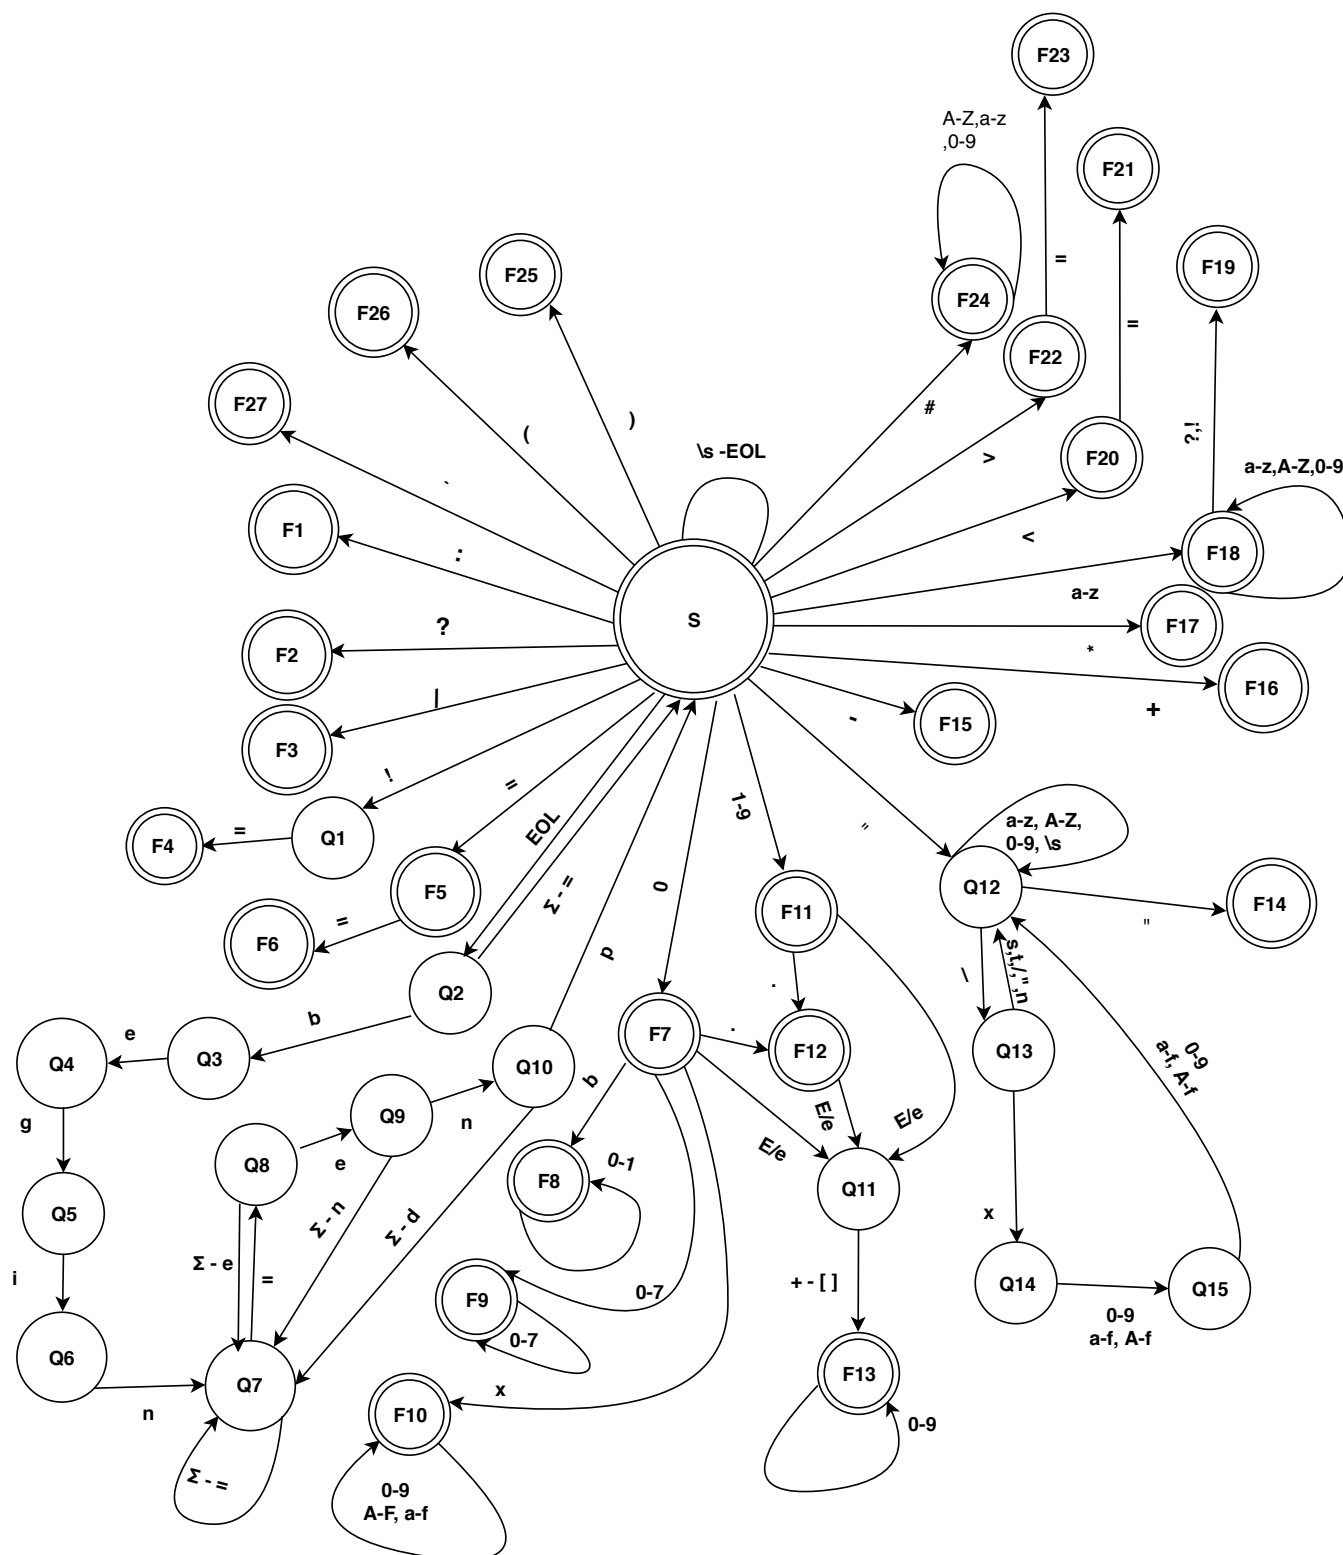 F23
A-Z,a-z
,0-9
F21
F19
F25
F24
=
F26
=
F22
F27
#
?,!
(
)
\s -EOL
>
F20
a-z,A-Z,0-9
`
F1
:
<
F18
a-z
S
F17
?
F2
*
F16
|
F3
-
F15
+
!
=
1-9
"
a-z, A-Z,
0-9, \s
F4
=
Q1
EOL
Σ - =
0
Q12
F5
F11
F14
"
F6
=
p
s,t,/,",n
\
.
Q2
b
e
Q4
Q3
F7
.
F12
Q13
0-9
a-f, A-f
Q10
b
g
Q9
n
E/e
E/e
E/e
Q8
e
0-1
F8
Q11
Q5
Σ - n
Σ - d
x
i
Σ - e
=
+ - [ ]
Q14
Q15
F9
0-7
0-7
0-9
a-f, A-f
Q6
Q7
n
x
F13
F10
0-9
Σ - =
0-9
A-F, a-f